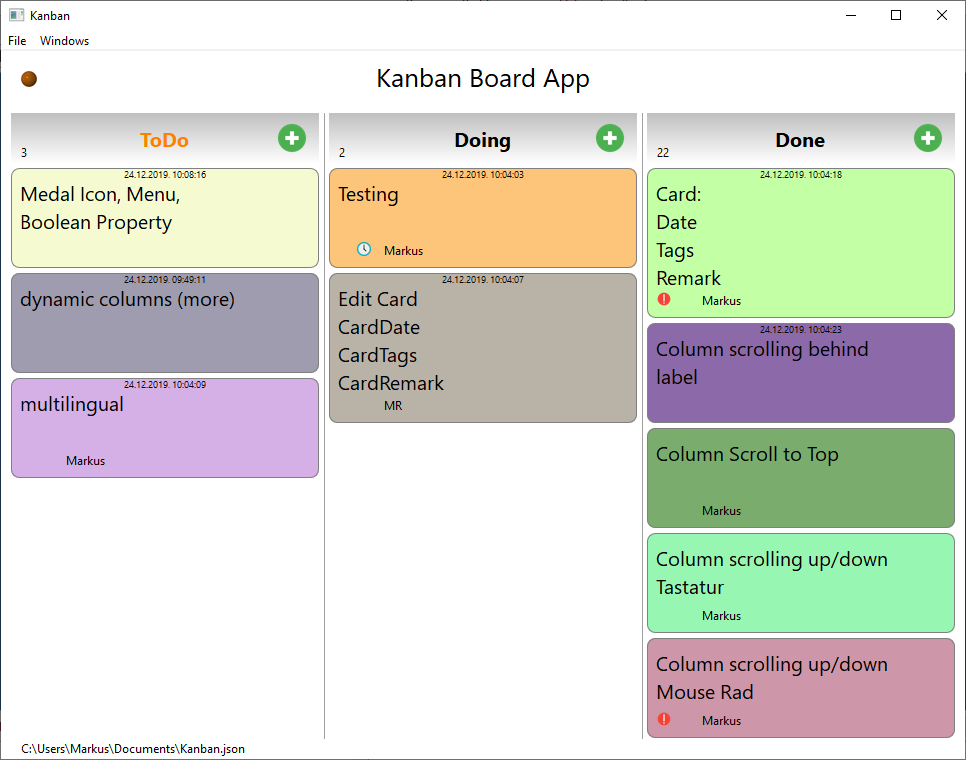 Kanban
File Windows
Kanban Board App
ToDo
3
24.12.2019. 10:08:16
Medal Icon, Menu,
Boolean Property
24.12.2019. 09:49:11
dynamic columns (more)
24.12.2019. 10:04:09
multilingual
Markus
Doing
2
24.12.2019. 10:04:03
Testing
Markus
24.12.2019. 10:04:07
Edit Card
CardDate
CardTags
CardRemark
MR
Done
22
24.12.2019. 10:04:18
Card:
Date
Tags
Remark
Markus
24.12.2019. 10:04:23
Column scrolling behind
label
Column Scroll to Top
Markus
Column scrolling up/down
Tastatur
Markus
Column scrolling up/down
Mouse Rad
Markus
C:\Users\Markus\Documents\Kanban.json